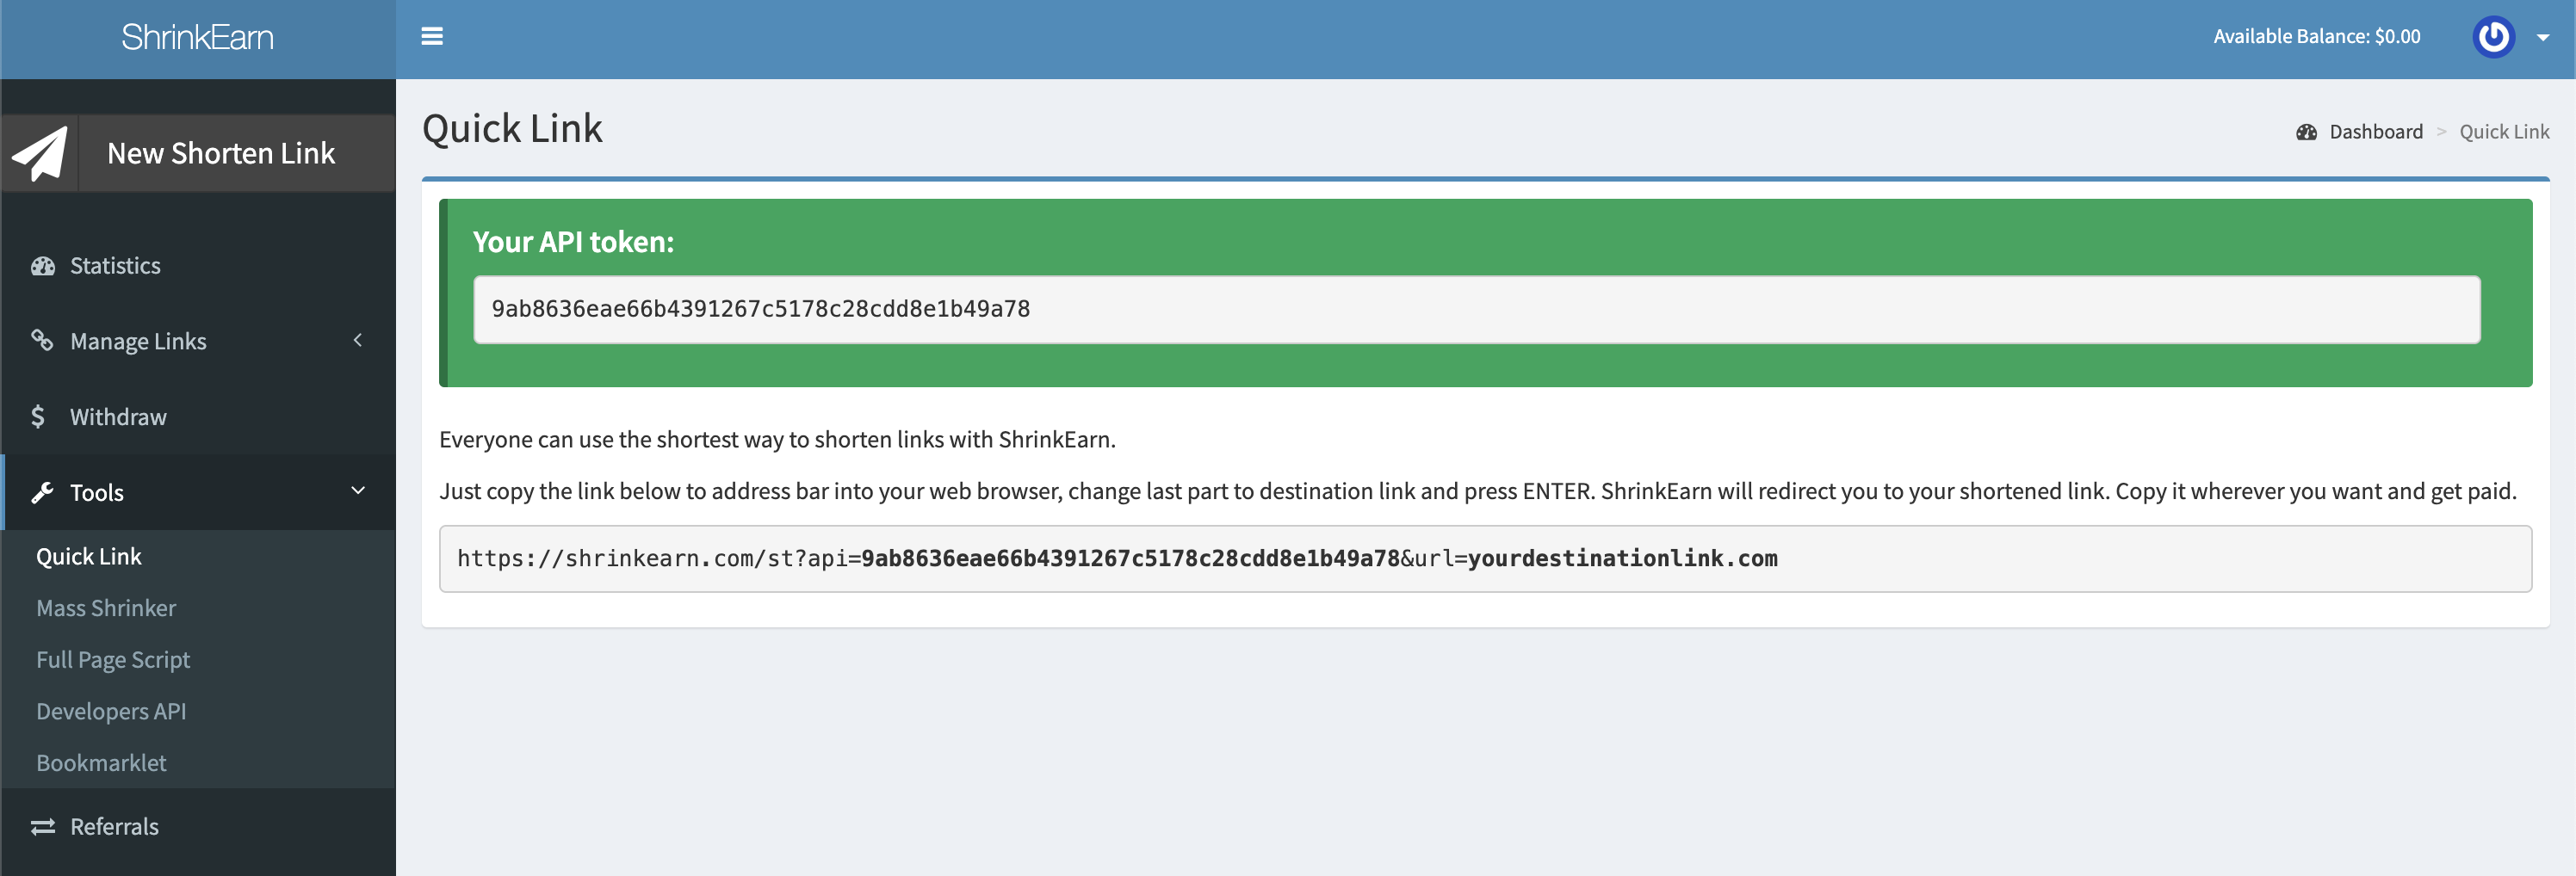 ShrinkEarn
Available Balance: $0.00
New Shorten Link
Statistics
Manage Links
Withdraw
Tools
Quick Link
Mass Shrinker
Full Page Script
Developers API
Bookmarklet
Referrals
Quick Link
Dashboard > Quick Link
Your API token:
9ab8636eae66b4391267c5178c28cdd8e1b49a78
Everyone can use the shortest way to shorten links with ShrinkEarn.
Just copy the link below to address bar into your web browser, change last part to destination link and press ENTER. ShrinkEarn will redirect you to your shortened link. Copy it wherever you want and get paid.
https://shrinkearn.com/st?api=9ab8636eae66b4391267c5178c28cdd8e1b49a78&url=yourdestinationlink.com